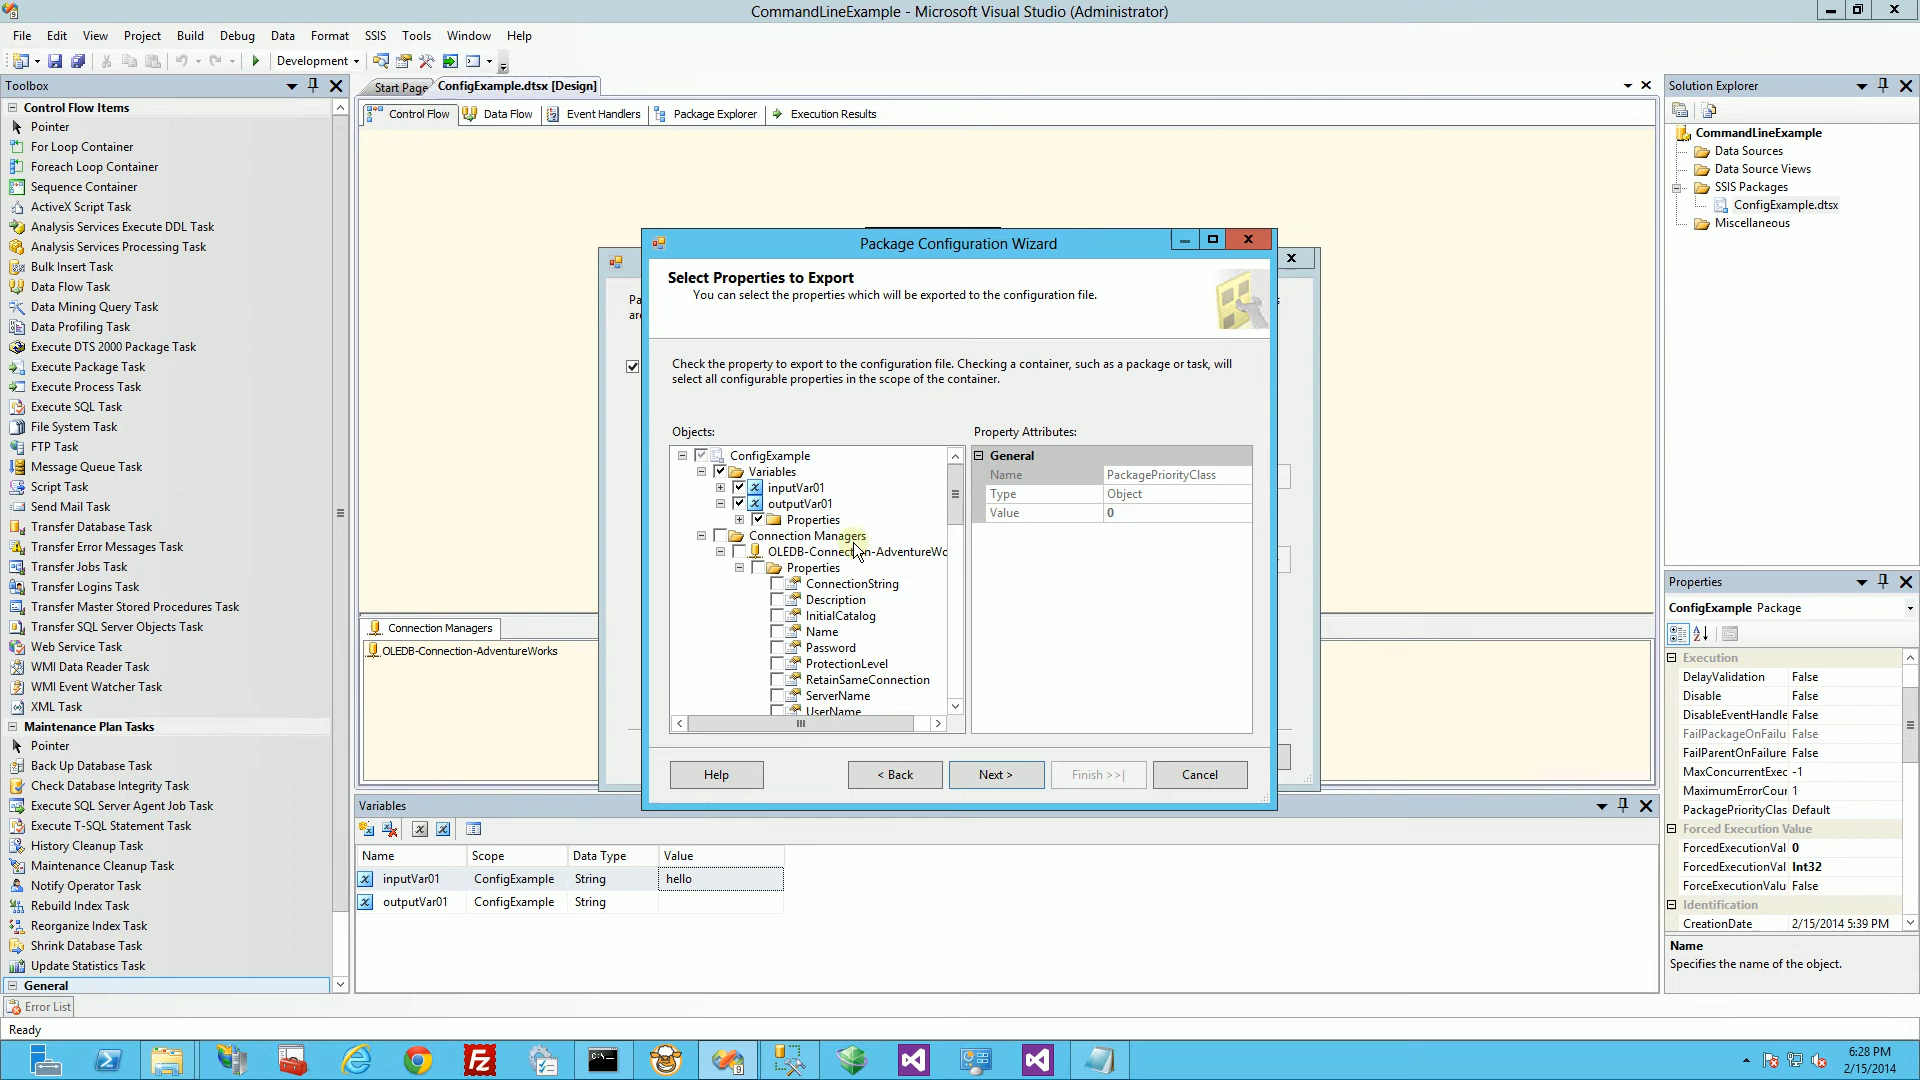 CommandLineExample - Microsoft Visual Studio (Administrator)
File Edit View Project Build Debug Data Format SSIS Tools Window Help
Development
Toolbox
Control Flow Items
Pointer
For Loop Container
Foreach Loop Container
Sequence Container
ActiveX Script Task
Analysis Services Execute DDL Task
Analysis Services Processing Task
Bulk Insert Task
Data Flow Task
Data Mining Query Task
Data Profiling Task
Execute DTS 2000 Package Task
Execute Package Task
Execute Process Task
Execute SQL Task
File System Task
FTP Task
Message Queue Task
Script Task
Send Mail Task
Transfer Database Task
Transfer Error Messages Task
Transfer Jobs Task
Transfer Logins Task
Transfer Master Stored Procedures Task
Transfer SQL Server Objects Task
Web Service Task
WMI Data Reader Task
WMI Event Watcher Task
XML Task
Maintenance Plan Tasks
Pointer
Back Up Database Task
Check Database Integrity Task
Execute SQL Server Agent Job Task
Execute T-SQL Statement Task
History Cleanup Task
Maintenance Cleanup Task
Notify Operator Task
Rebuild Index Task
Reorganize Index Task
Shrink Database Task
Update Statistics Task
General
Error List
Ready
Start Page ConfigExample.dtsx [Design]
Control Flow Data Flow Event Handlers Package Explorer Execution Results
Pa
are
Package Configuration Wizard
Select Properties to Export
You can select the properties which will be exported to the configuration file.
Check the property to export to the configuration file. Checking a container, such as a package or task, will
select all configurable properties in the scope of the container.
Objects:
ConfigExample
Variables
inputVar01
outputVar01
Properties
Connection Managers
OLEDB-Connection-AdventureWo
Properties
ConnectionString
Description
InitialCatalog
Name
Password
ProtectionLevel
RetainSameConnection
ServerName
UserName
Property Attributes:
General
Name PackagePriorityClass
Type Object
Value 0
Help < Back Next > Finish >>| Cancel
Connection Managers
OLEDB-Connection-AdventureWorks
Variables
Name Scope Data Type Value
inputVar01 ConfigExample String hello
outputVar01 ConfigExample String
Solution Explorer
CommandLineExample
Data Sources
Data Source Views
SSIS Packages
ConfigExample.dtsx
Miscellaneous
Properties
ConfigExample Package
Execution
DelayValidation False
Disable False
DisableEventHandle False
FailPackageOnFailu False
FailParentOnFailure False
MaxConcurrentExec -1
MaximumErrorCour 1
PackagePriorityClas Default
Forced Execution Value
ForcedExecutionVal 0
ForcedExecutionVal Int32
ForceExecutionValu False
Identification
CreationDate 2/15/2014 5:39 PM
Name
Specifies the name of the object.
6:28 PM
2/15/2014